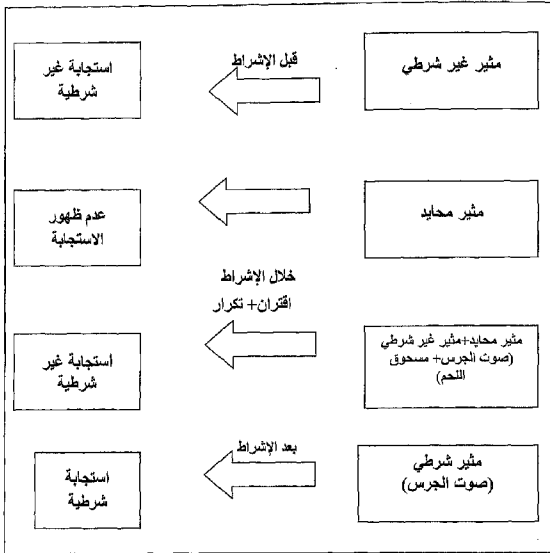 مثير غير شرطي
قبل الإشراط
استجابة غير
شرطية
مثير محايد
عدم ظهور
الاستجابة
خلال الإشراط
اقتران+ تكرار
مثير محايد+مثير غير شرطي
(صوت الجرس+ مسحوق
اللحم)
استجابة غير
شرطية
مثير شرطي
(صوت الجرس)
بعد الإشراط
استجابة
شرطية